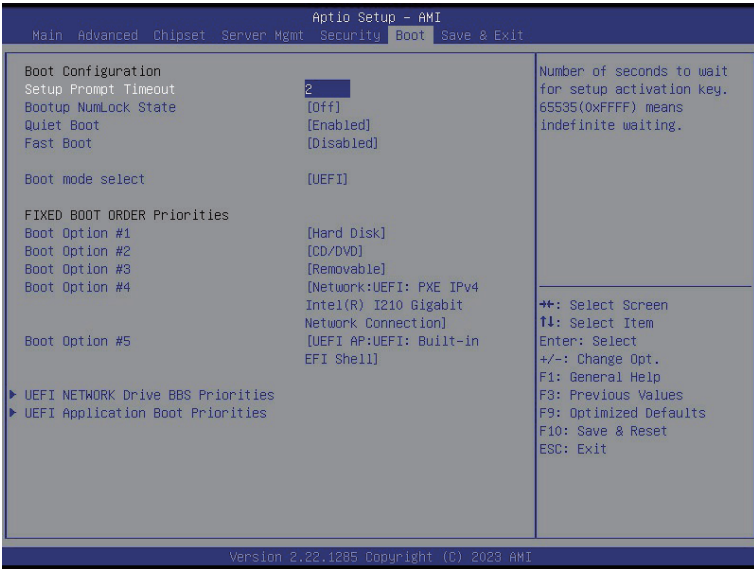 Aptio Setup – AMI
Main Advanced Chipset Server Mgmt Security Boot Save & Exit
Boot Configuration
Setup Prompt Timeout 2
Bootup NumLock State [Off]
Quiet Boot [Enabled]
Fast Boot [Disabled]
Boot mode select [UEFI]
FIXED BOOT ORDER Priorities
Boot Option #1 [Hard Disk]
Boot Option #2 [CD/DVD]
Boot Option #3 [Removable]
Boot Option #4 [Network:UEFI: PXE IPv4
Intel(R) I210 Gigabit
Network Connection]
Boot Option #5 [UEFI AP:UEFI: Built-in
EFI Shell]
UEFI NETWORK Drive BBS Priorities
UEFI Application Boot Priorities
Number of seconds to wait
for setup activation key.
65535(0xFFFF) means
indefinite waiting.
→←: Select Screen
↑↓: Select Item
Enter: Select
+/-: Change Opt.
F1: General Help
F3: Previous Values
F9: Optimized Defaults
F10: Save & Reset
ESC: Exit
Version 2.22.1285 Copyright (C) 2023 AMI